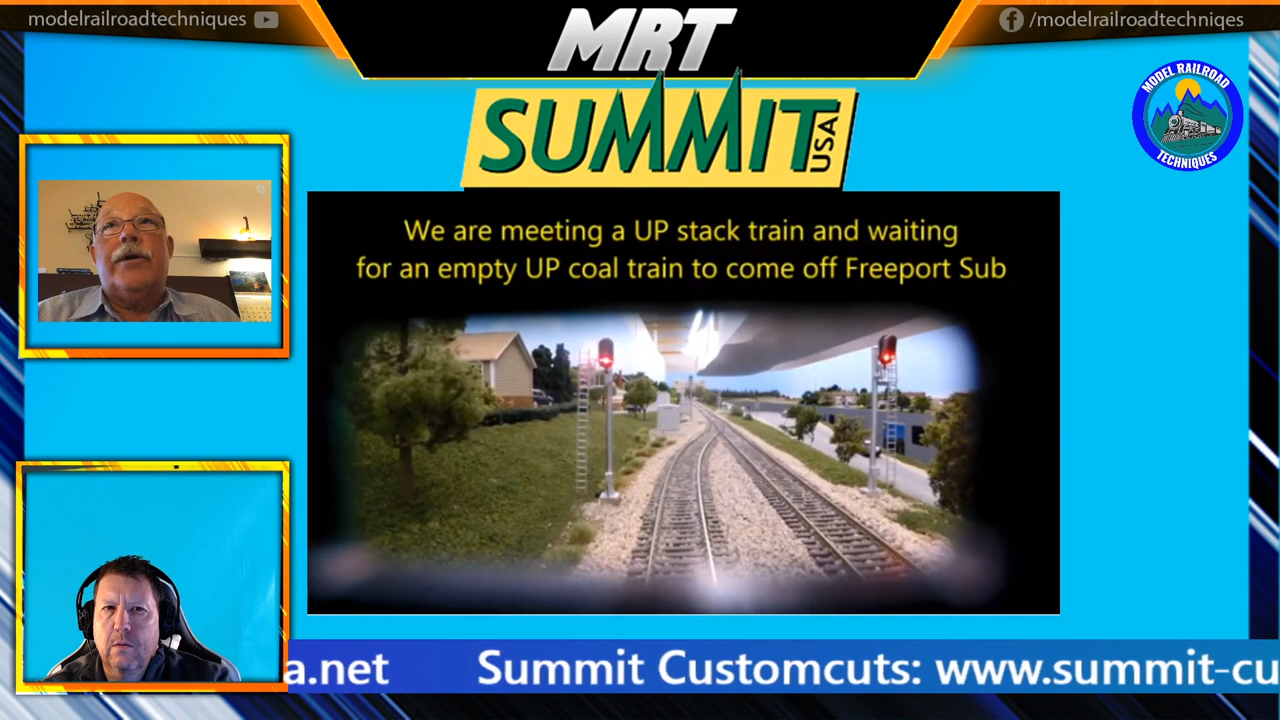 modelrailroadtechniques
MRT
/modelrailroadtechniqes
SUMMIT
USA
MODEL RAILROAD
TECHNIQUES
We are meeting a UP stack train and waiting
for an empty UP coal train to come off Freeport Sub
a.net Summit Customcuts: www.summit-cu